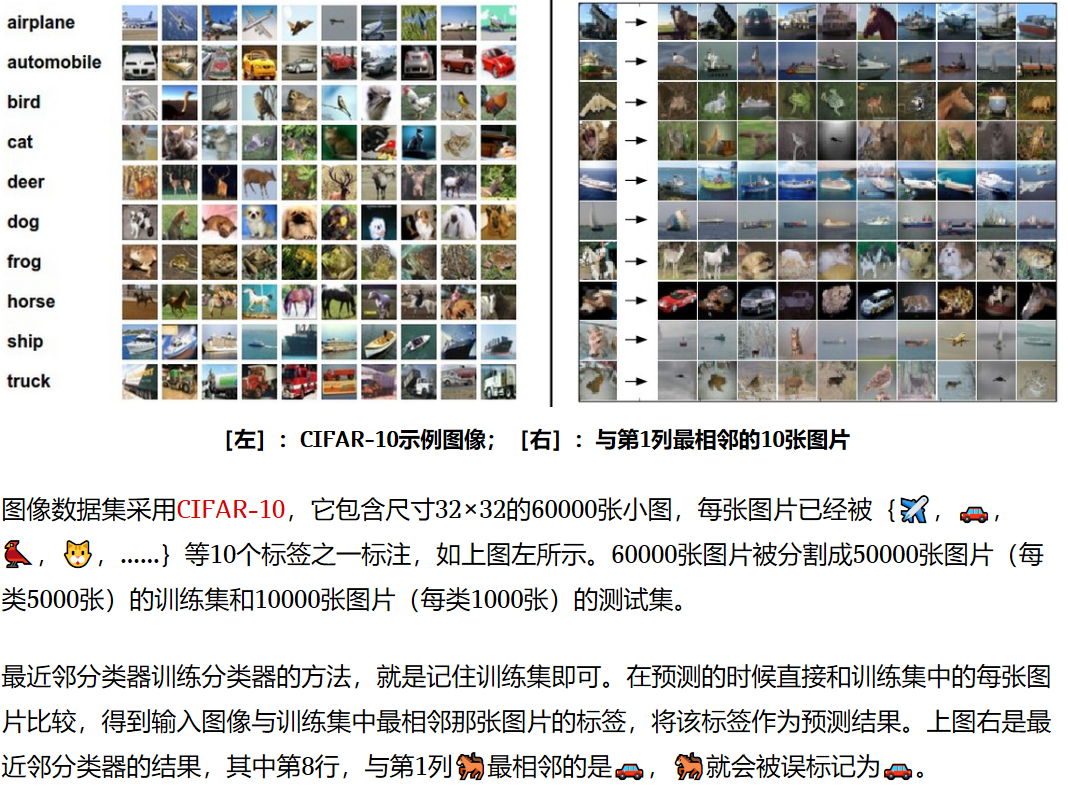 airplane
automobile
bird
cat
deer
dog
frog
horse
ship
truck
[左]:CIFAR-10示例图像; [右]:与第1列最相邻的10张图片
图像数据集采用CIFAR-10,它包含尺寸32×32的60000张小图,每张图片已经被{✈️,🚗,
🐦,🐱,……}等10个标签之一标注,如上图左所示。60000张图片被分割成50000张图片(每
类5000张)的训练集和10000张图片(每类1000张)的测试集。
最近邻分类器训练分类器的方法,就是记住训练集即可。在预测的时候直接和训练集中的每张图
片比较,得到输入图像与训练集中最相邻那张图片的标签,将该标签作为预测结果。上图右是最
近邻分类器的结果,其中第8行,与第1列🐎最相邻的是🚗,🐎就会被误标记为🚗。